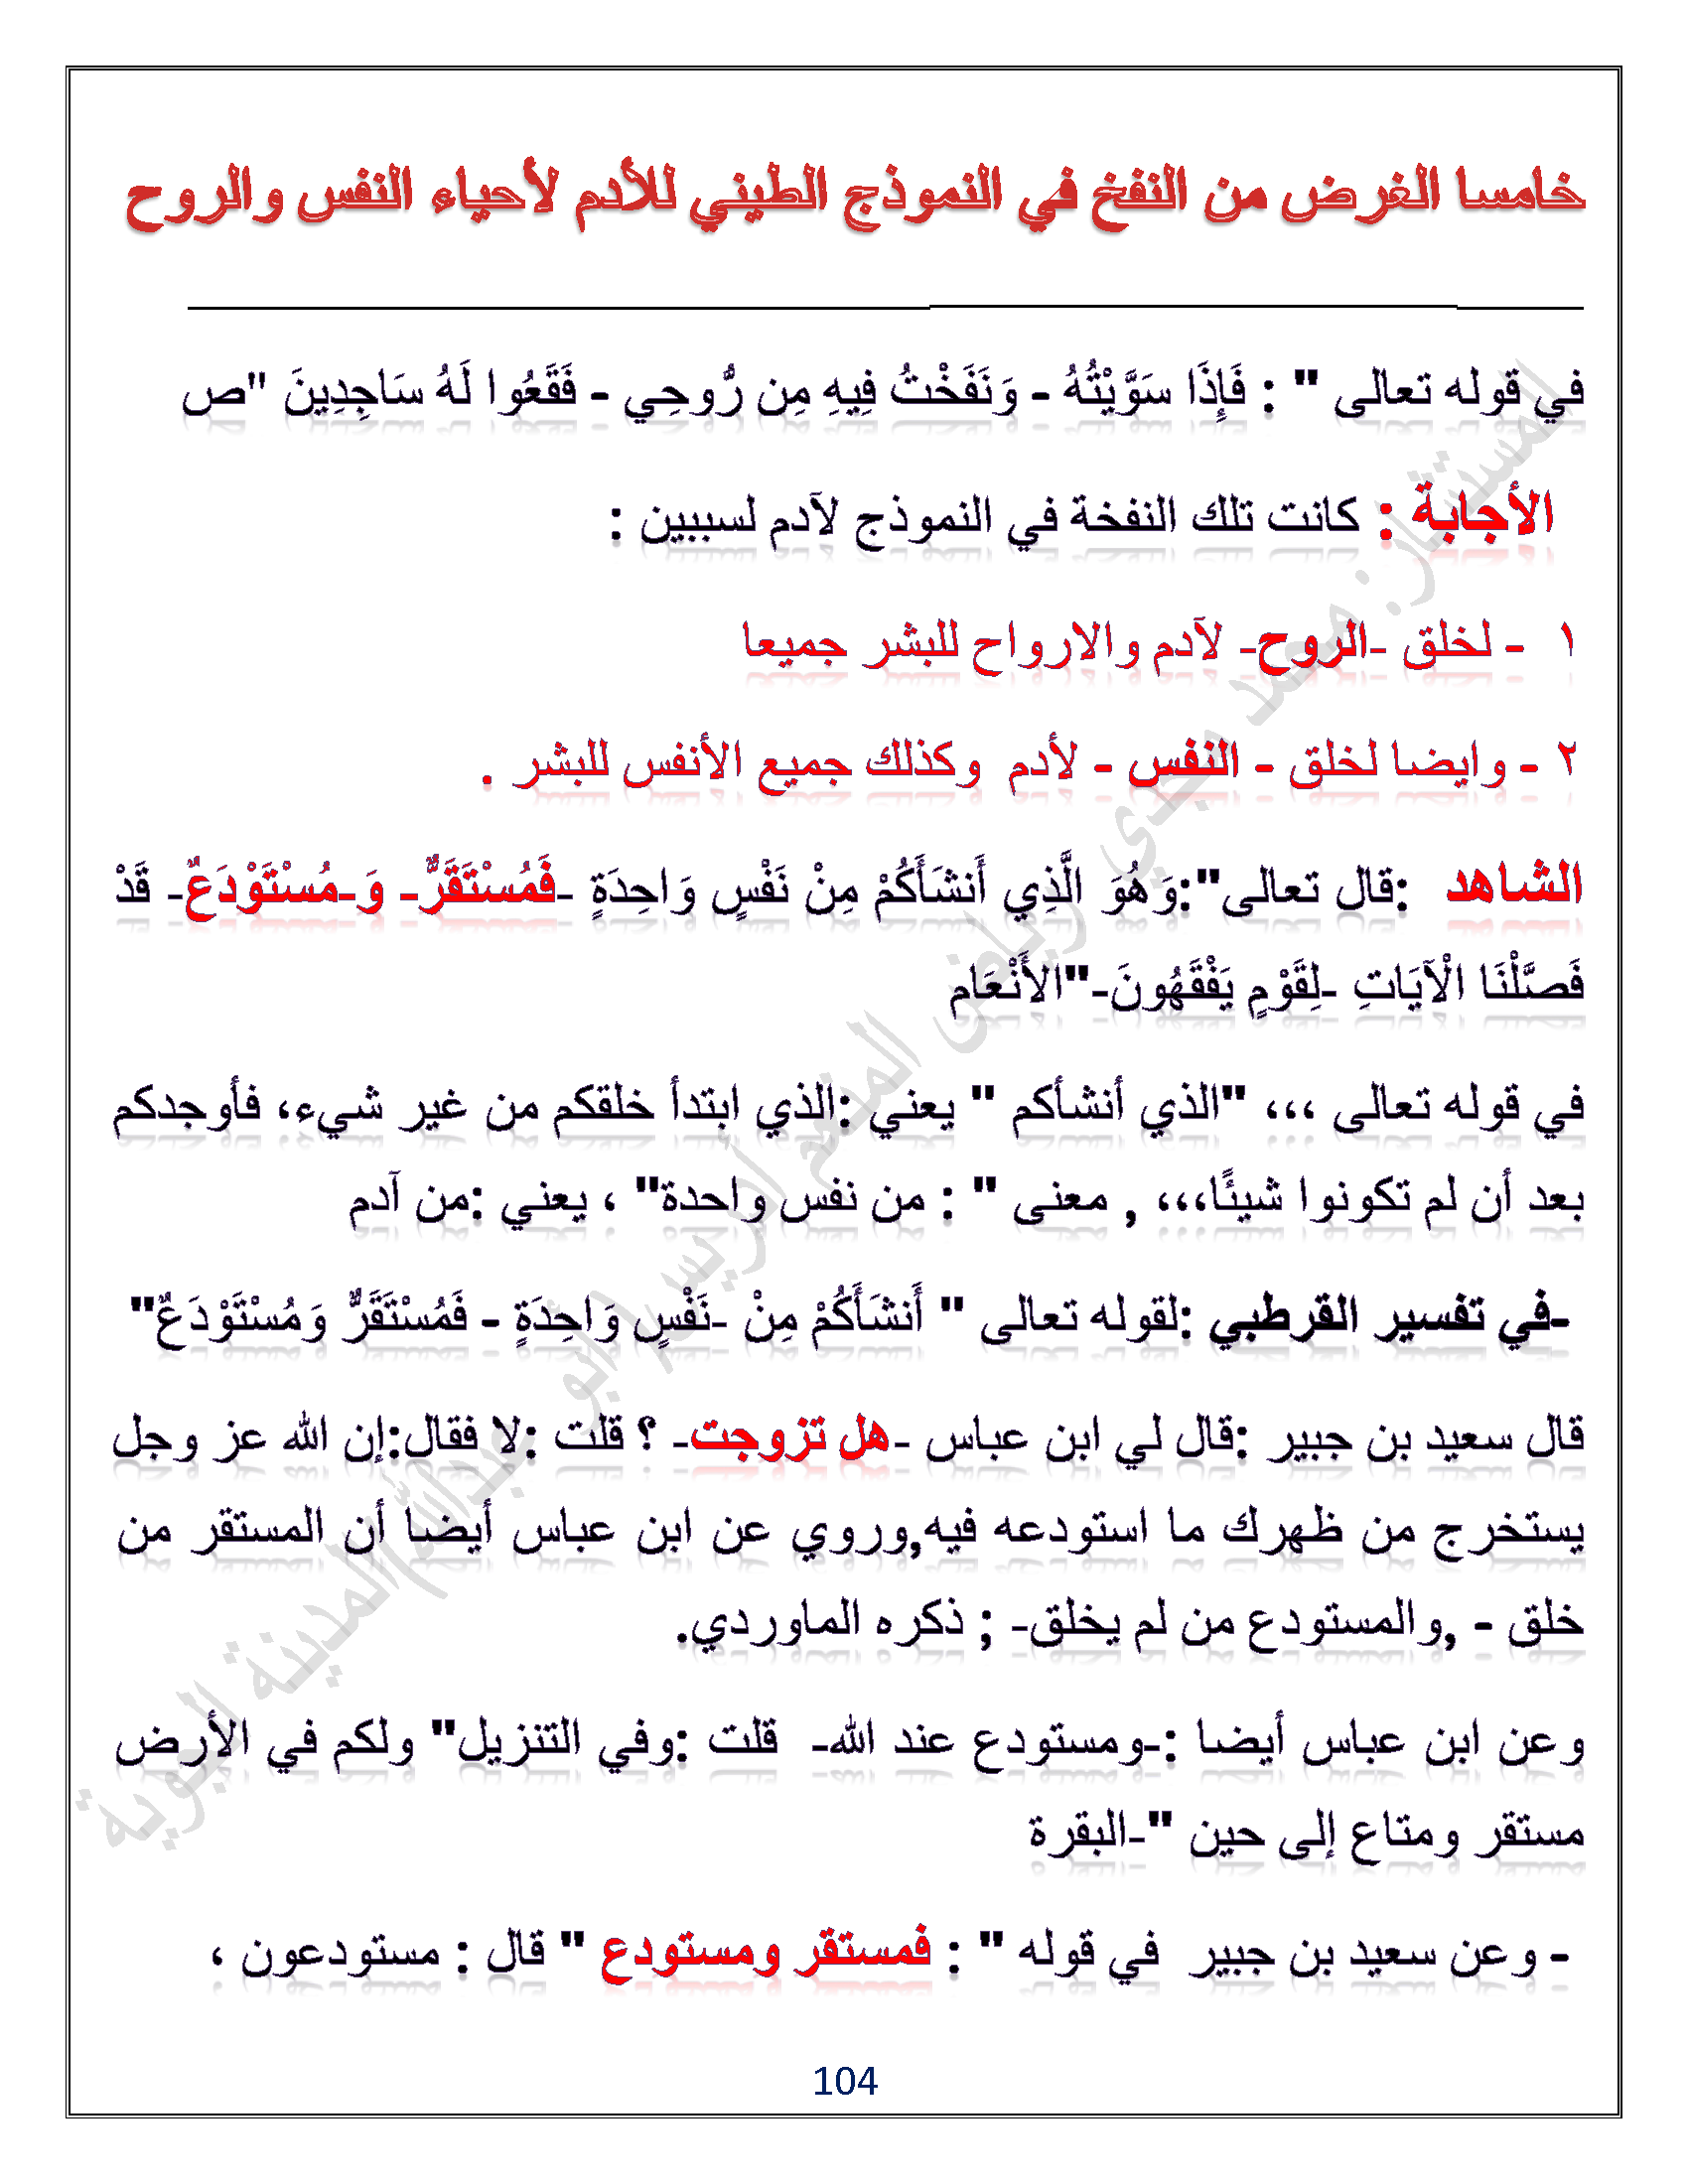 خامسا الغرض من النفخ في النموذج الطيني للأدم لأحياء النفس والروح
في قوله تعالى " : فَإِذَا سَوَّيْتُهُ - وَنَفَخْتُ فِيهِ مِن رُّوحِي - فَقَعُوا لَهُ سَاجِدِينَ "ص
الأجابة : كانت تلك النفخة في النموذج لآدم لسببين :
١ - لخلق -الروح- لآدم والارواح للبشر جميعا
٢ - وايضا لخلق - النفس - لأدم وكذلك جميع الأنفس للبشر .
الشاهد :قال تعالى":وَهُوَ الَّذِي أَنشَأَكُمْ مِنْ نَفْسٍ وَاحِدَةٍ -فَمُسْتَقَرٌّ- وَ-مُسْتَوْدَعٌ- قَدْ
فَصَّلْنَا الْآيَاتِ -لِقَوْمٍ يَفْقَهُونَ-"الأَنْعَام
في قوله تعالى ،،، "الذي أنشأكم " يعني :الذي ابتدأ خلقكم من غير شيء، فأوجدكم
بعد أن لم تكونوا شيئًا،،، , معنى " : من نفس واحدة" ، يعني :من آدم
-في تفسير القرطبي :لقوله تعالى " أَنشَأَكُمْ مِنْ -نَفْسٍ وَاحِدَةٍ - فَمُسْتَقَرٌّ وَمُسْتَوْدَعٌ"
قال سعيد بن جبير :قال لي ابن عباس -هل تزوجت- ؟ قلت :لا فقال:إن الله عز وجل
يستخرج من ظهرك ما استودعه فيه,وروي عن ابن عباس أيضا أن المستقر من
خلق - ,والمستودع من لم يخلق- ; ذكره الماوردي.
وعن ابن عباس أيضا :-ومستودع عند الله- قلت :وفي التنزيل" ولكم في الأرض
مستقر ومتاع إلى حين "-البقرة
- وعن سعيد بن جبير في قوله " : فمستقر ومستودع " قال : مستودعون ،
104
المستشار: محمد مجدي رياض المنعم أدريس( أبو عبدالله)المدينة النبوية